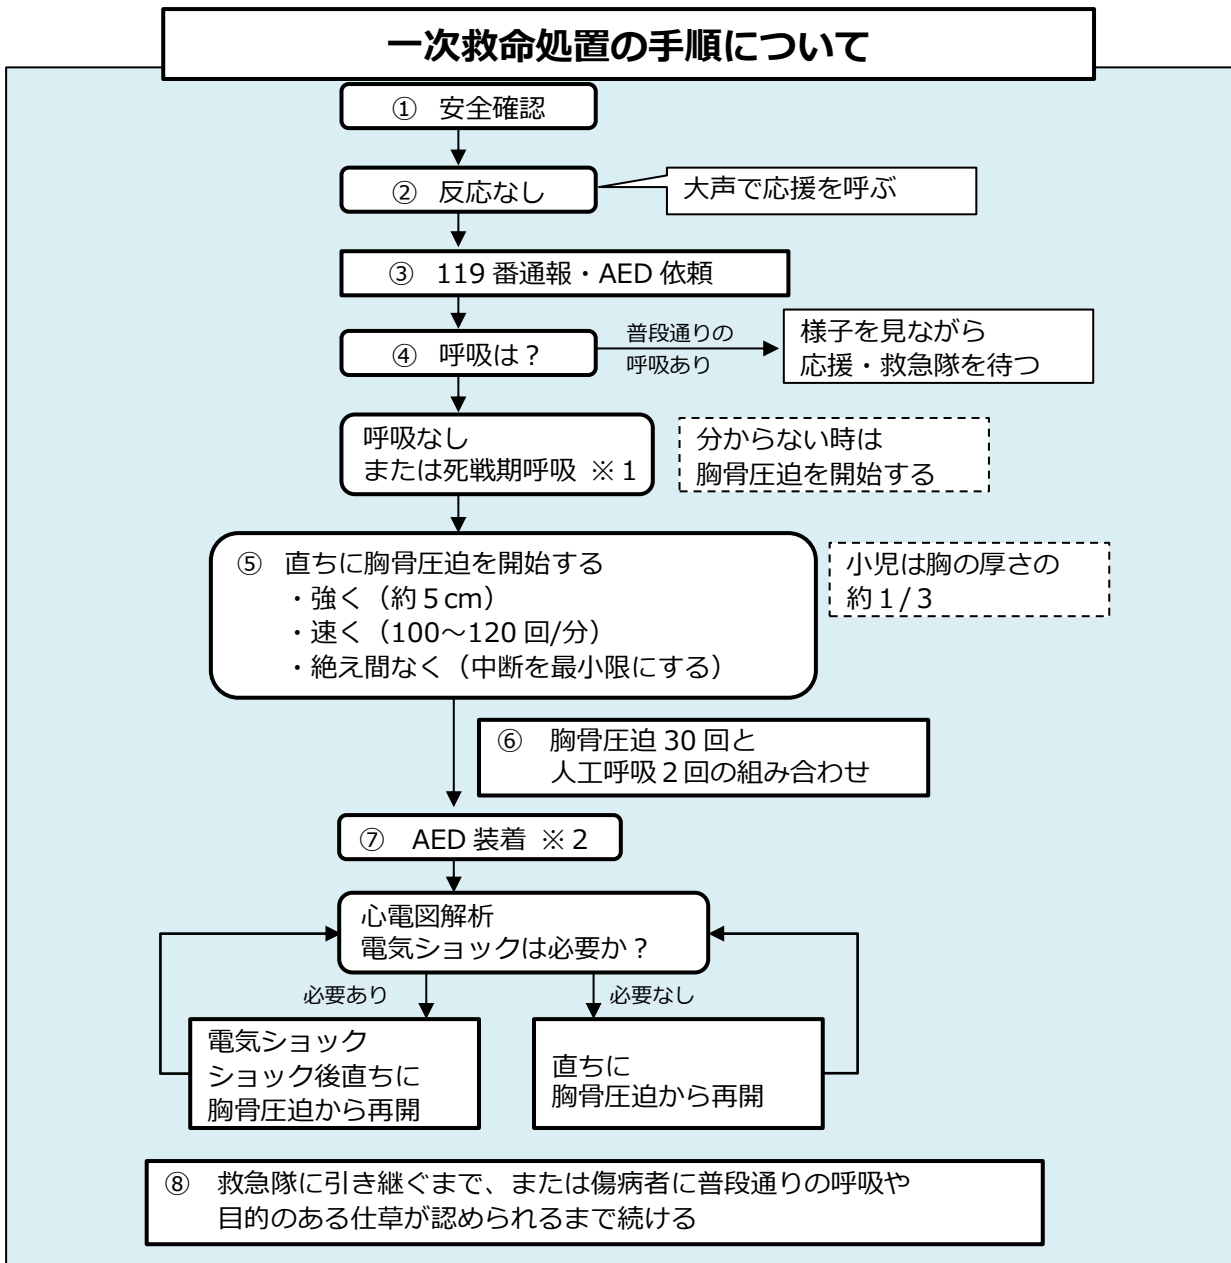 一次救命処置の手順について
① 安全確認
② 反応なし
大声で応援を呼ぶ
③ 119 番通報・AED 依頼
④ 呼吸は？
普段通りの
呼吸あり
様子を見ながら
応援・救急隊を待つ
呼吸なし
または死戦期呼吸 ※１
分からない時は
胸骨圧迫を開始する
⑤ 直ちに胸骨圧迫を開始する
・強く（約５cm）
・速く（100～120 回/分）
・絶え間なく（中断を最小限にする）
小児は胸の厚さの
約１/３
⑥ 胸骨圧迫 30 回と
人工呼吸２回の組み合わせ
⑦ AED 装着 ※２
心電図解析
電気ショックは必要か？
必要あり
必要なし
電気ショック
ショック後直ちに
胸骨圧迫から再開
直ちに
胸骨圧迫から再開
⑧ 救急隊に引き継ぐまで、または傷病者に普段通りの呼吸や
目的のある仕草が認められるまで続ける